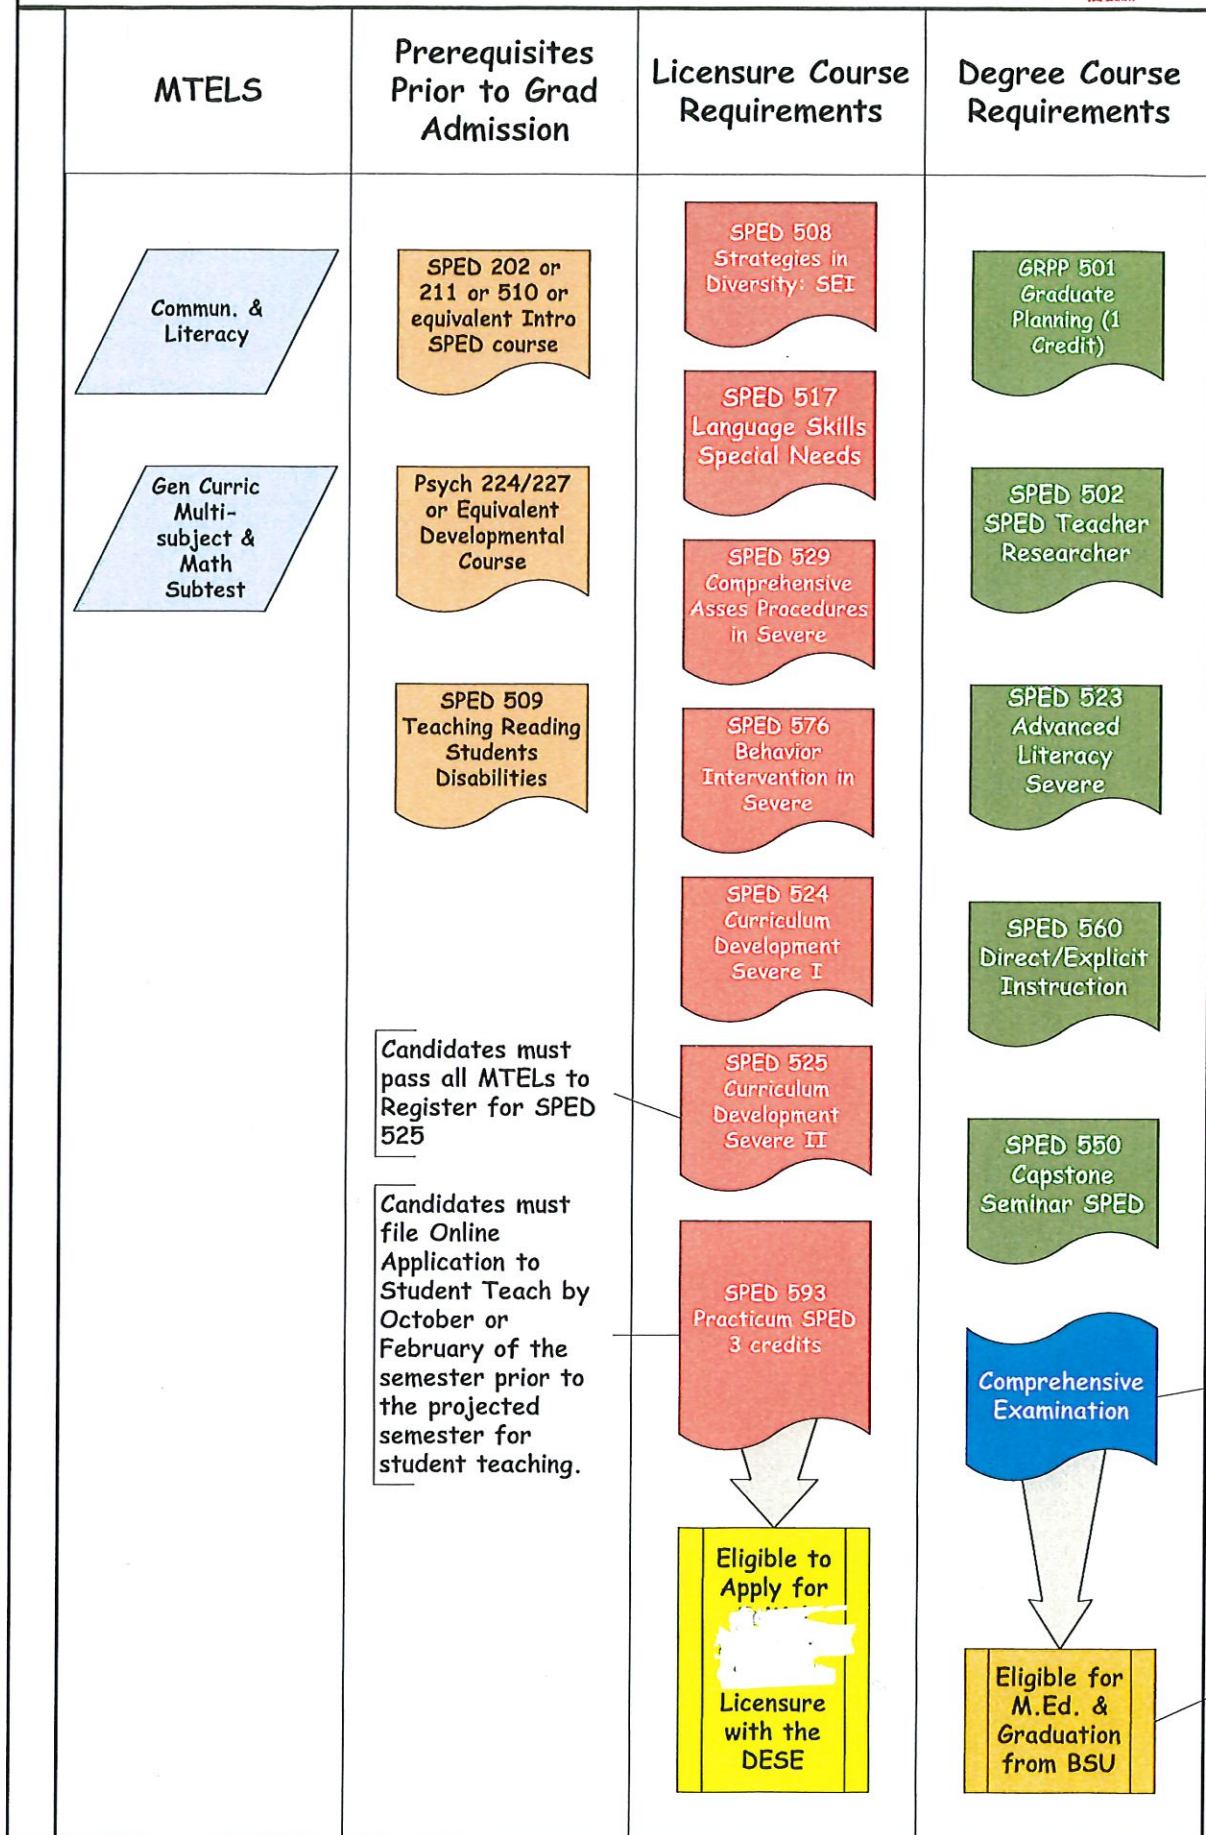 MTELS
Prerequisites
Prior to Grad
Admission
Licensure Course
Requirements
Degree Course
Requirements
Commun. &
Literacy
Gen Curric
Multi-
subject &
Math
Subtest
SPED 202 or
211 or 510 or
equivalent Intro
SPED course
Psych 224/227
or Equivalent
Developmental
Course
SPED 509
Teaching Reading
Students
Disabilities
Candidates must
pass all MTELs to
Register for SPED
525
Candidates must
file Online
Application to
Student Teach by
October or
February of the
semester prior to
the projected
semester for
student teaching.
SPED 508
Strategies in
Diversity: SEI
SPED 517
Language Skills
Special Needs
SPED 529
Comprehensive
Asses Procedures
in Severe
SPED 576
Behavior
Intervention in
Severe
SPED 524
Curriculum
Development
Severe I
SPED 525
Curriculum
Development
Severe II
SPED 593
Practicum SPED
3 credits
Eligible to
Apply for
Licensure
with the
DESE
GRPP 501
Graduate
Planning (1
Credit)
SPED 502
SPED Teacher
Researcher
SPED 523
Advanced
Literacy
Severe
SPED 560
Direct/Explicit
Instruction
SPED 550
Capstone
Seminar SPED
Comprehensive
Examination
Eligible for
M.Ed. &
Graduation
from BSU